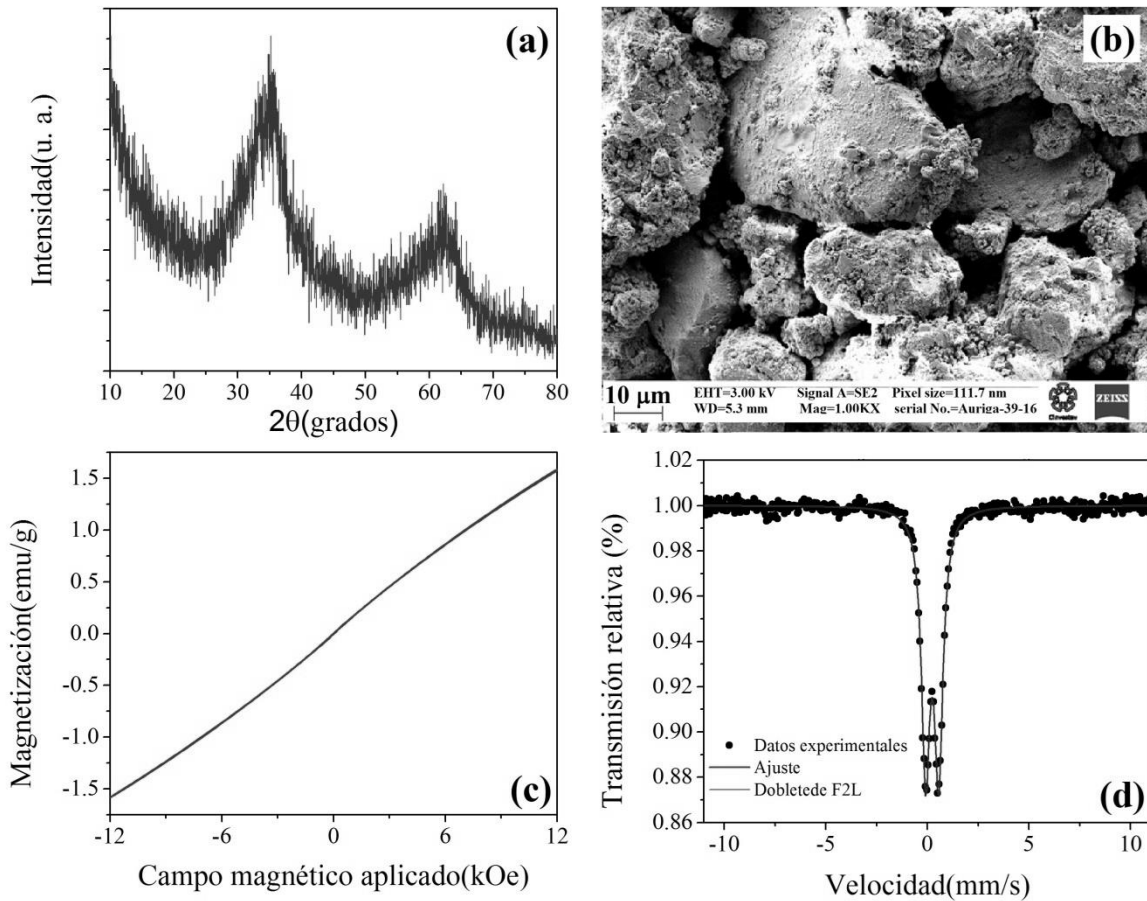 (a)
Intensidad(u. a.)
10 20 30 40 50 60 70 80
2θ(grados)
(b)
10 μm
EHT=3.00 kV Signal A=SE2 Pixel size=111.7 nm
WD=5.3 mm Mag=1.00KX serial No.=Auriga-39-16
Cinvestav
ZEISS
1.5
1.0
0.5
0.0
-0.5
-1.0
-1.5
Magnetización(emu/g)
(c)
-12 -6 0 6 12
Campo magnético aplicado(kOe)
1.02
1.00
0.98
0.96
0.94
0.92
0.90
0.88
0.86
Transmisión relativa (%)
Datos experimentales
Ajuste
Dobletede F2L
(d)
-10 -5 0 5 10
Velocidad(mm/s)